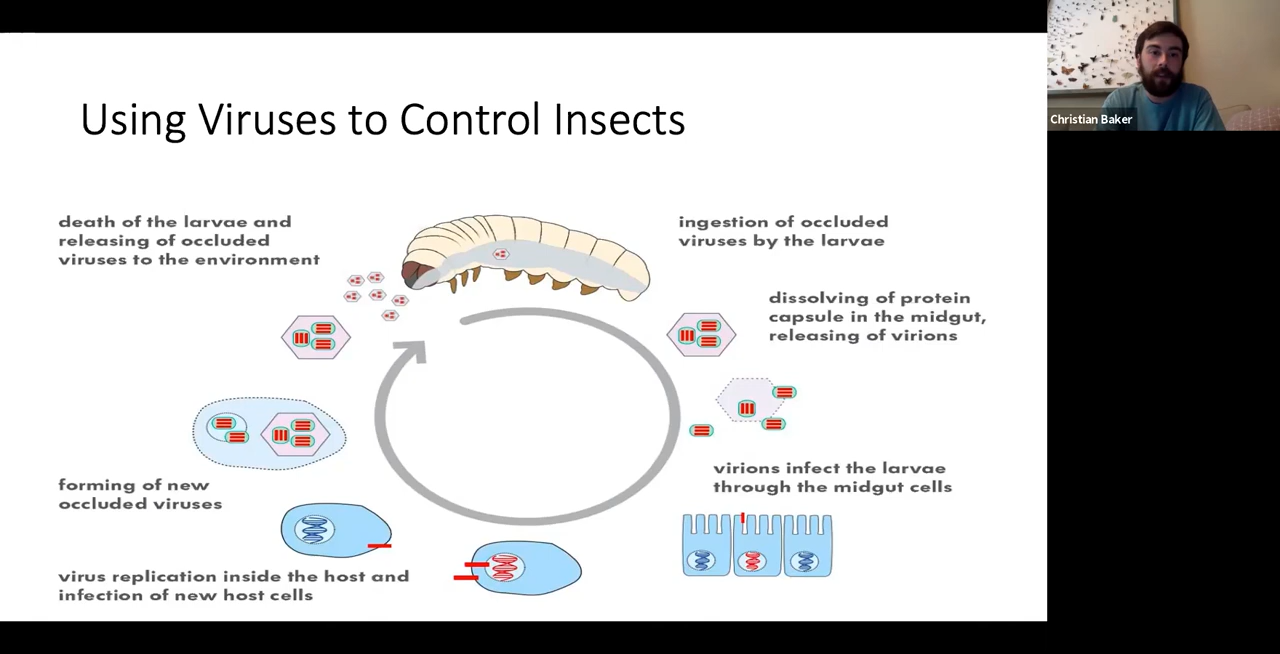 Using Viruses to Control Insects
death of the larvae and
releasing of occluded
viruses to the environment
ingestion of occluded
viruses by the larvae
dissolving of protein
capsule in the midgut,
releasing of virions
virions infect the larvae
through the midgut cells
forming of new
occluded viruses
virus replication inside the host and
infection of new host cells
Christian Baker